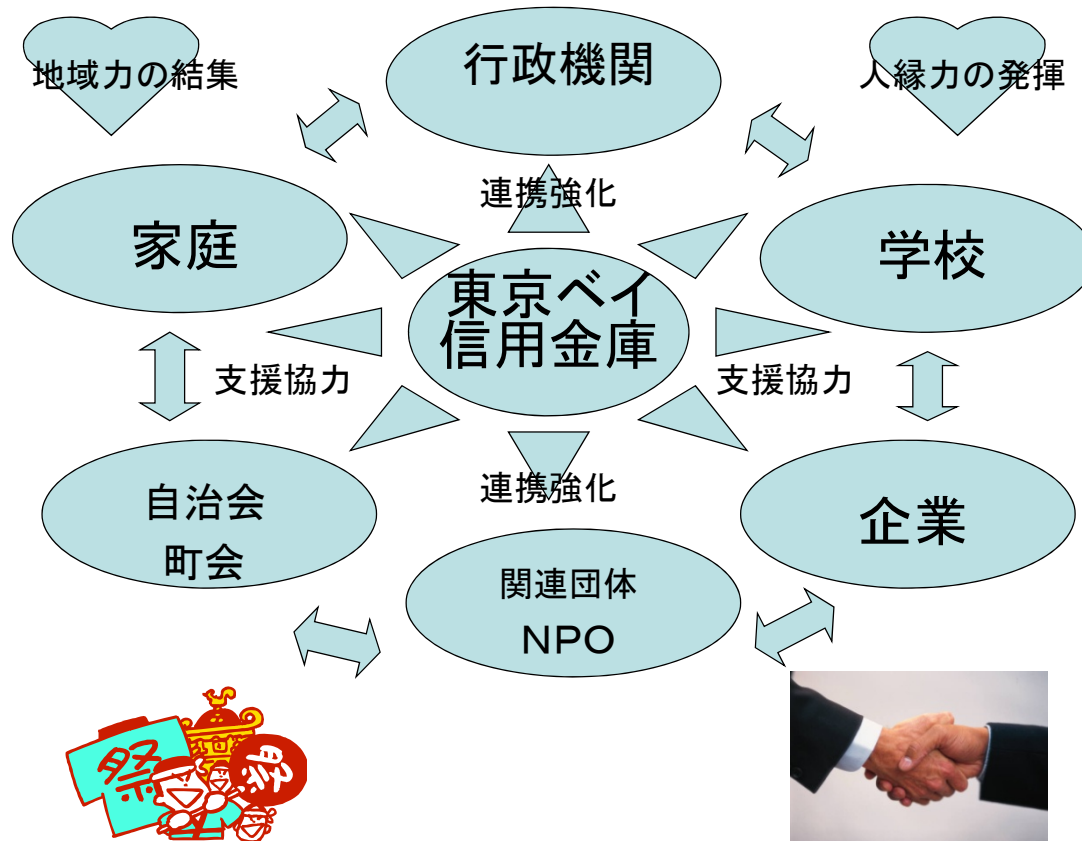 地域力の結集
行政機関
人縁力の発揮
連携強化
家庭
学校
東京ベイ
信用金庫
支援協力
支援協力
連携強化
自治会
町会
企業
関連団体
NPO
祭
祭